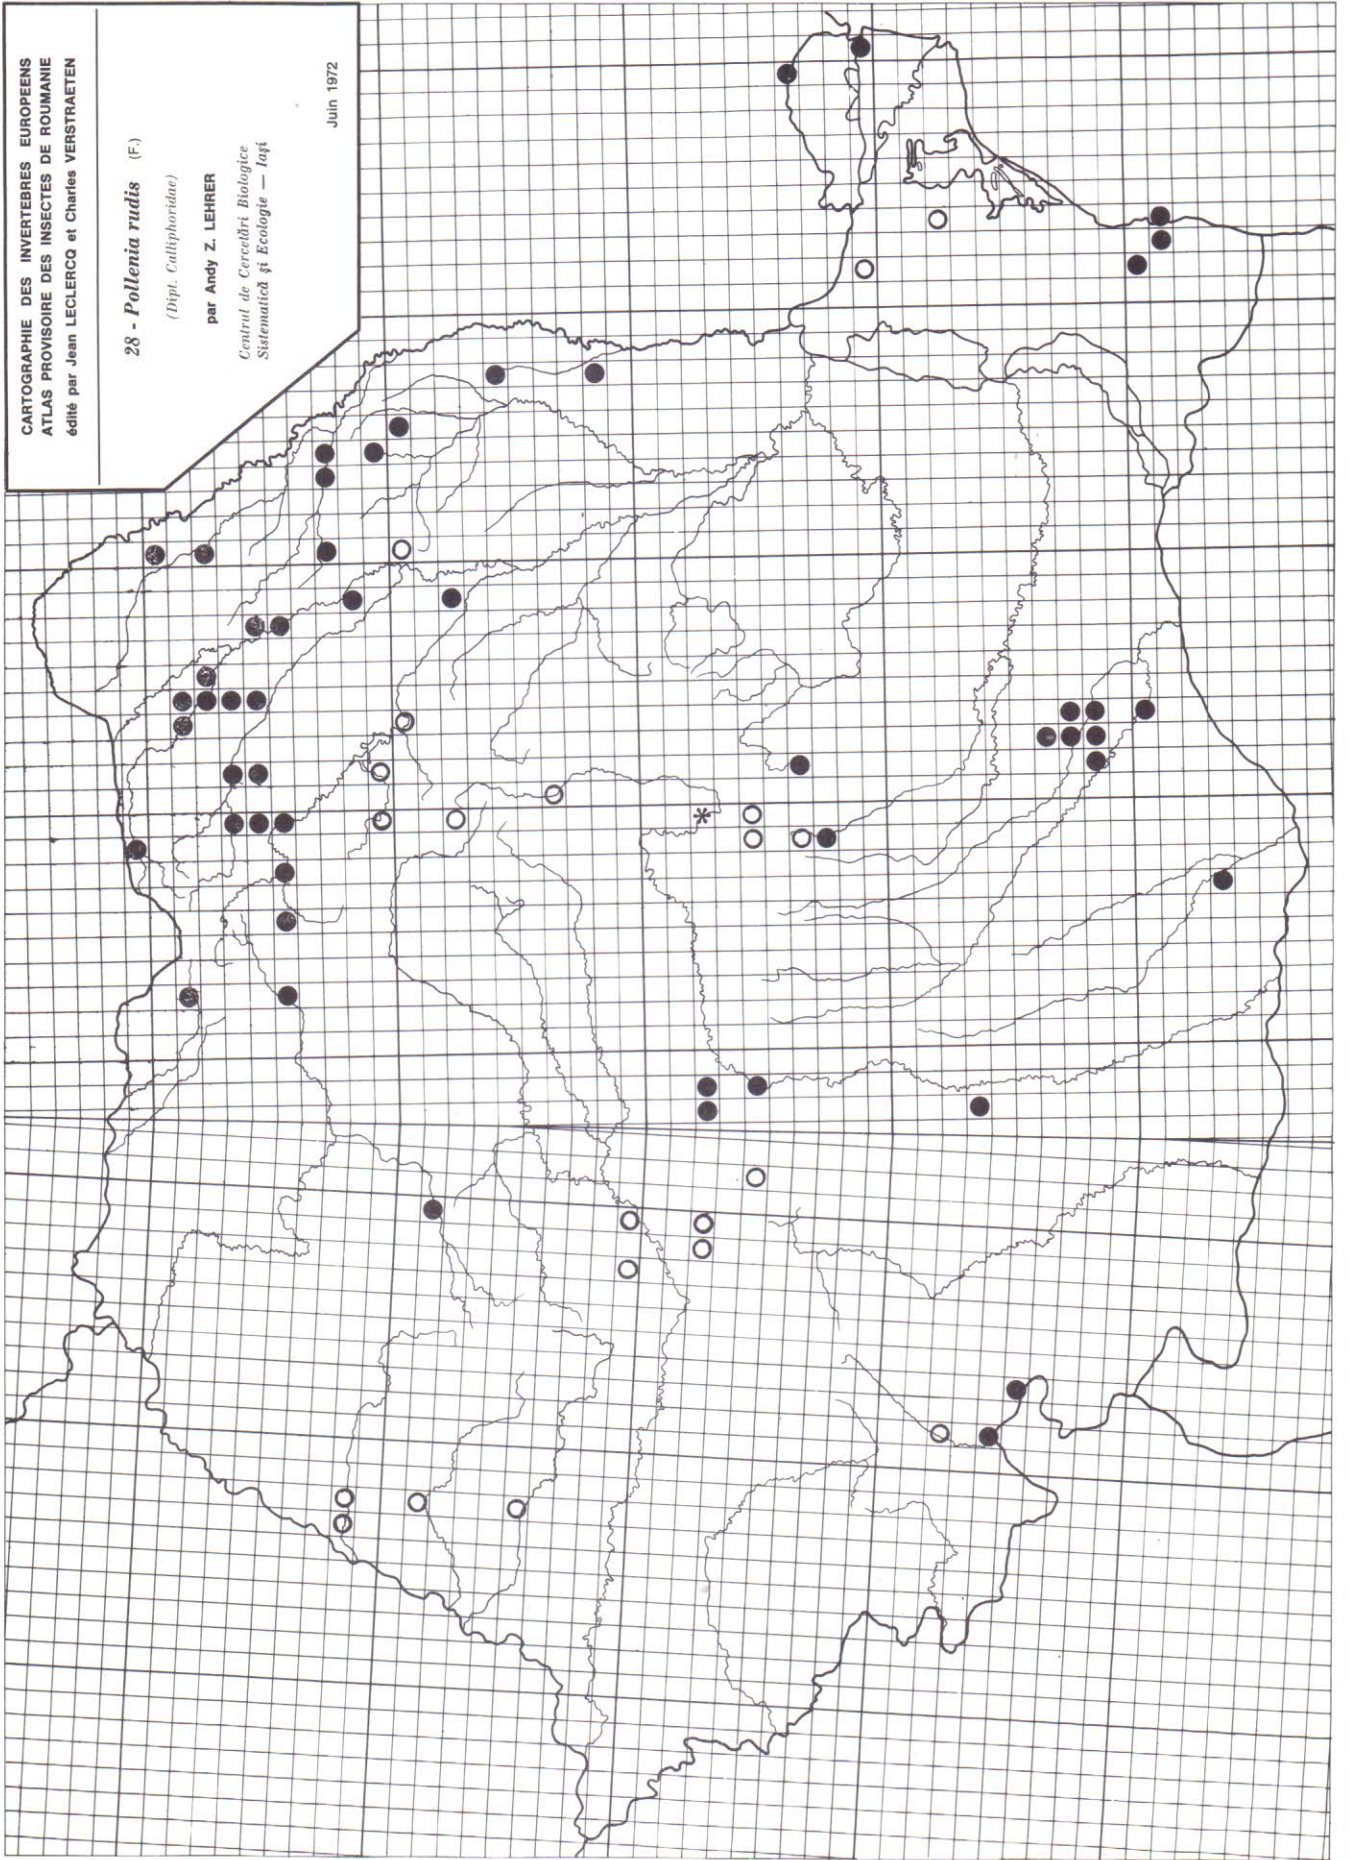 CARTOGRAPHIE DES INVERTEBRES EUROPEENS
ATLAS PROVISOIRE DES INSECTES DE ROUMANIE
édité par Jean LECLERCQ et Charles VERSTRAETEN
28 - Pollenia rudis (F.)
(Dipt. Calliphoridae)
par Andy Z. LEHRER
Centrul de Cercetări Biologice
Sistematică şi Ecologie — Iaşi
Juin 1972